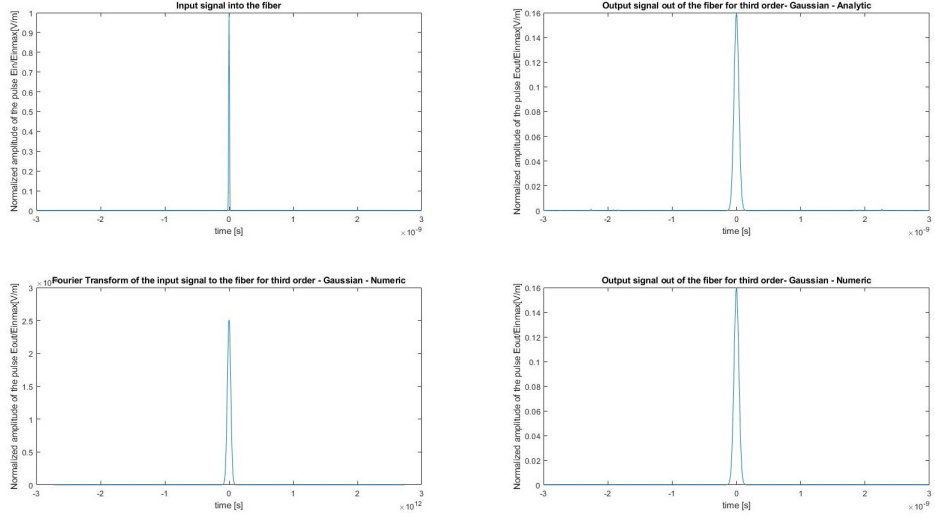 Input signal into the fiber
Normalized amplitude of the pulse Ein/Einmax[V/m]
1
0.9
0.8
0.7
0.6
0.5
0.4
0.3
0.2
0.1
0
-3 -2 -1 0 1 2 3
time [s]
×10-9
Output signal out of the fiber for third order- Gaussian - Analytic
Normalized amplitude of the pulse Eout/Einmax[V/m]
0.16
0.14
0.12
0.1
0.08
0.06
0.04
0.02
0
-3 -2 -1 0 1 2 3
time [s]
×10-9
Fourier Transform of the input signal to the fiber for third order - Gaussian - Numeric
Normalized amplitude of the pulse Eout/Einmax[V/m]
3
2.5
2
1.5
1
0.5
0
-3 -2 -1 0 1 2 3
time [s]
×1012
Output signal out of the fiber for third order- Gaussian - Numeric
Normalized amplitude of the pulse Eout/Einmax[V/m]
0.16
0.14
0.12
0.1
0.08
0.06
0.04
0.02
0
-3 -2 -1 0 1 2 3
time [s]
×10-9